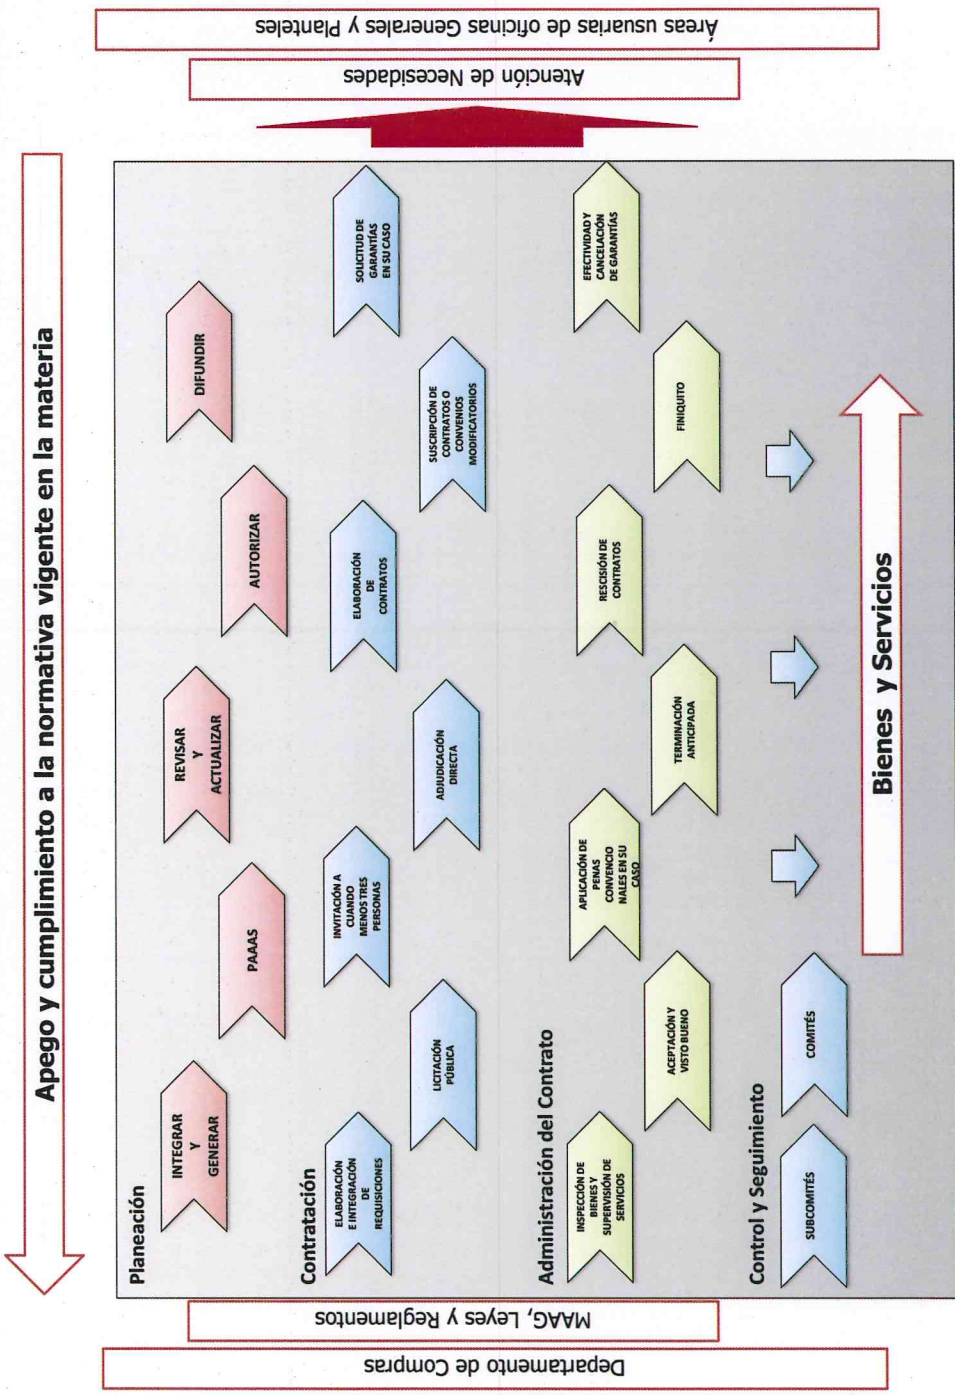 Apego y cumplimiento a la normativa vigente en la materia
Departamento de Compras
MAAG, Leyes y Reglamentos
Planeación
INTEGRAR
Y
GENERAR
PAAAS
REVISAR
Y
ACTUALIZAR
AUTORIZAR
DIFUNDIR
Contratación
ELABORACIÓN
E INTEGRACIÓN
DE
REQUISICIONES
LICITACIÓN
PÚBLICA
INVITACIÓN A
CUANDO
MENOS TRES
PERSONAS
ADJUDICACIÓN
DIRECTA
ELABORACIÓN
DE
CONTRATOS
SUSCRIPCIÓN DE
CONTRATOS O
CONVENIOS
MODIFICATORIOS
SOLICITUD DE
GARANTÍAS
EN SU CASO
Administración del Contrato
INSPECCIÓN DE
BIENES Y
SUPERVISIÓN DE
SERVICIOS
ACEPTACIÓN Y
VISTO BUENO
APLICACIÓN DE
PENAS
CONVENCIO
NALES EN SU
CASO
TERMINACIÓN
ANTICIPADA
RESCISIÓN DE
CONTRATOS
FINIQUITO
EFECTIVIDAD Y
CANCELACIÓN
DE GARANTÍAS
Control y Seguimiento
SUBCOMITÉS
COMITÉS
Bienes y Servicios
Atención de Necesidades
Áreas usuarias de oficinas Generales y Planteles